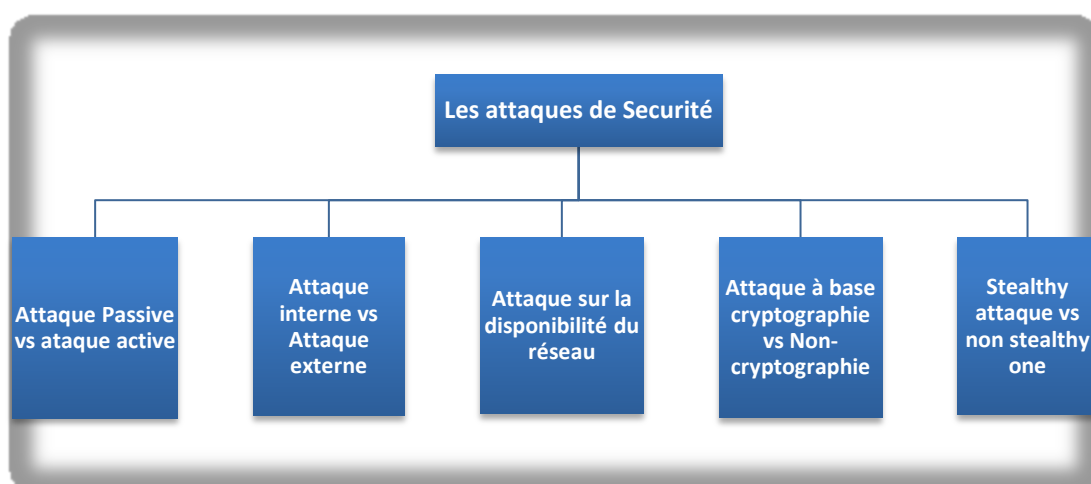 Les attaques de Securité
Attaque Passive
vs ataque active
Attaque
interne vs
Attaque
externe
Attaque sur la
disponibilité du
réseau
Attaque à base
cryptographie
vs Non-
cryptographie
Stealthy
attaque vs
non stealthy
one